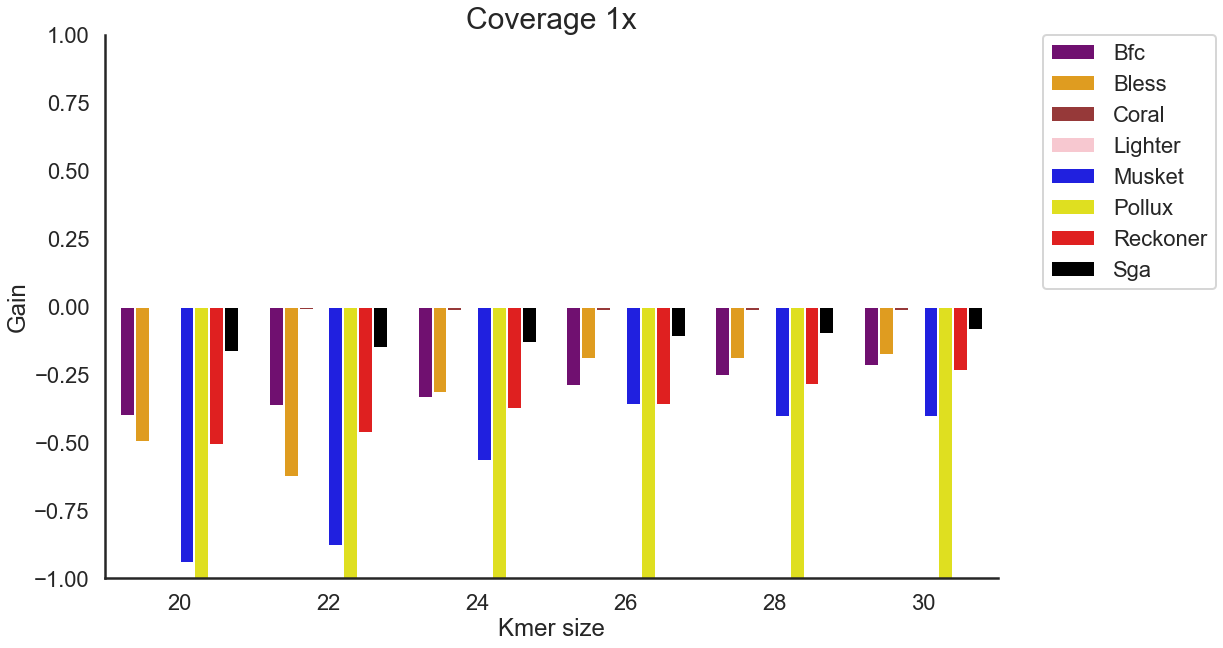 Coverage 1x
1.00
0.75
0.50
0.25
0.00
−0.25
−0.50
−0.75
−1.00
Gain
20 22 24 26 28 30
Kmer size
Bfc
Bless
Coral
Lighter
Musket
Pollux
Reckoner
Sga